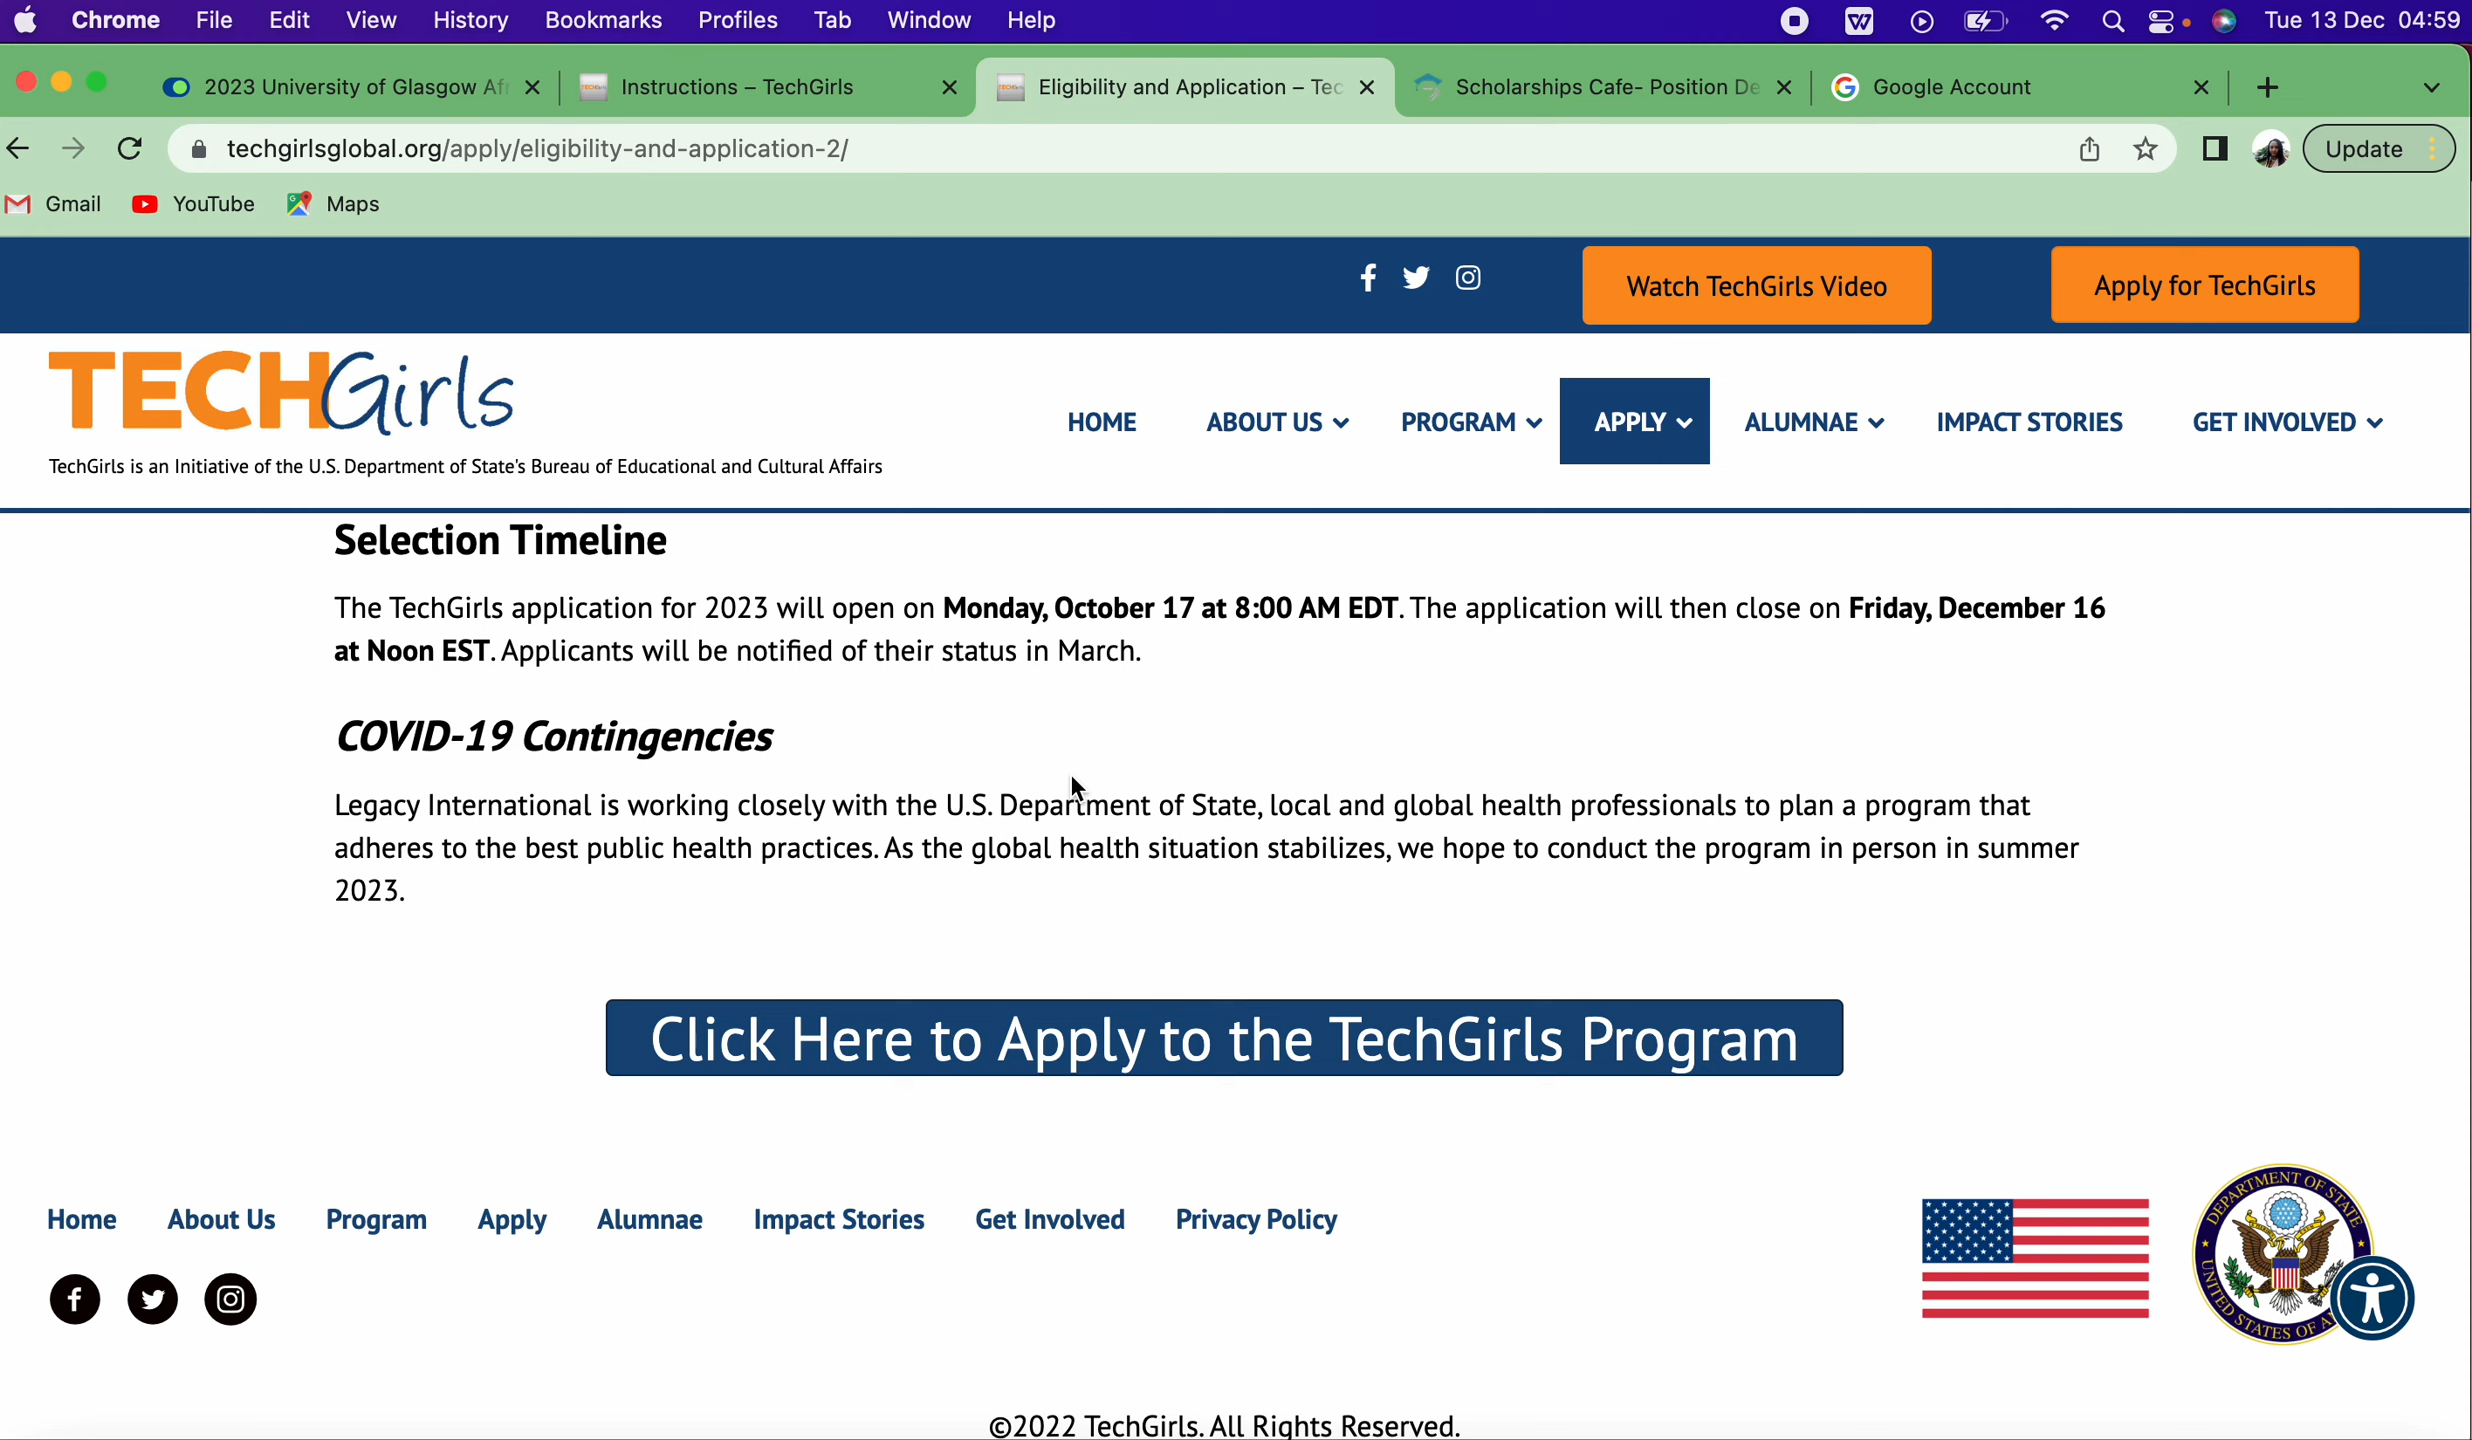 Chrome File Edit View History Bookmarks Profiles Tab Window Help Tue 13 Dec 04:59
2023 University of Glasgow Afr Instructions – TechGirls Eligibility and Application – Tec Scholarships Cafe- Position De Google Account
techgirlsglobal.org/apply/eligibility-and-application-2/ Update
Gmail YouTube Maps
Watch TechGirls Video Apply for TechGirls
TECHGirls
HOME ABOUT US PROGRAM APPLY ALUMNAE IMPACT STORIES GET INVOLVED
TechGirls is an Initiative of the U.S. Department of State's Bureau of Educational and Cultural Affairs
Selection Timeline
The TechGirls application for 2023 will open on Monday, October 17 at 8:00 AM EDT. The application will then close on Friday, December 16
at Noon EST. Applicants will be notified of their status in March.
COVID-19 Contingencies
Legacy International is working closely with the U.S. Department of State, local and global health professionals to plan a program that
adheres to the best public health practices. As the global health situation stabilizes, we hope to conduct the program in person in summer
2023.
Click Here to Apply to the TechGirls Program
Home About Us Program Apply Alumnae Impact Stories Get Involved Privacy Policy
DEPARTMENT OF STATE
UNITED STATES OF A
©2022 TechGirls. All Rights Reserved.